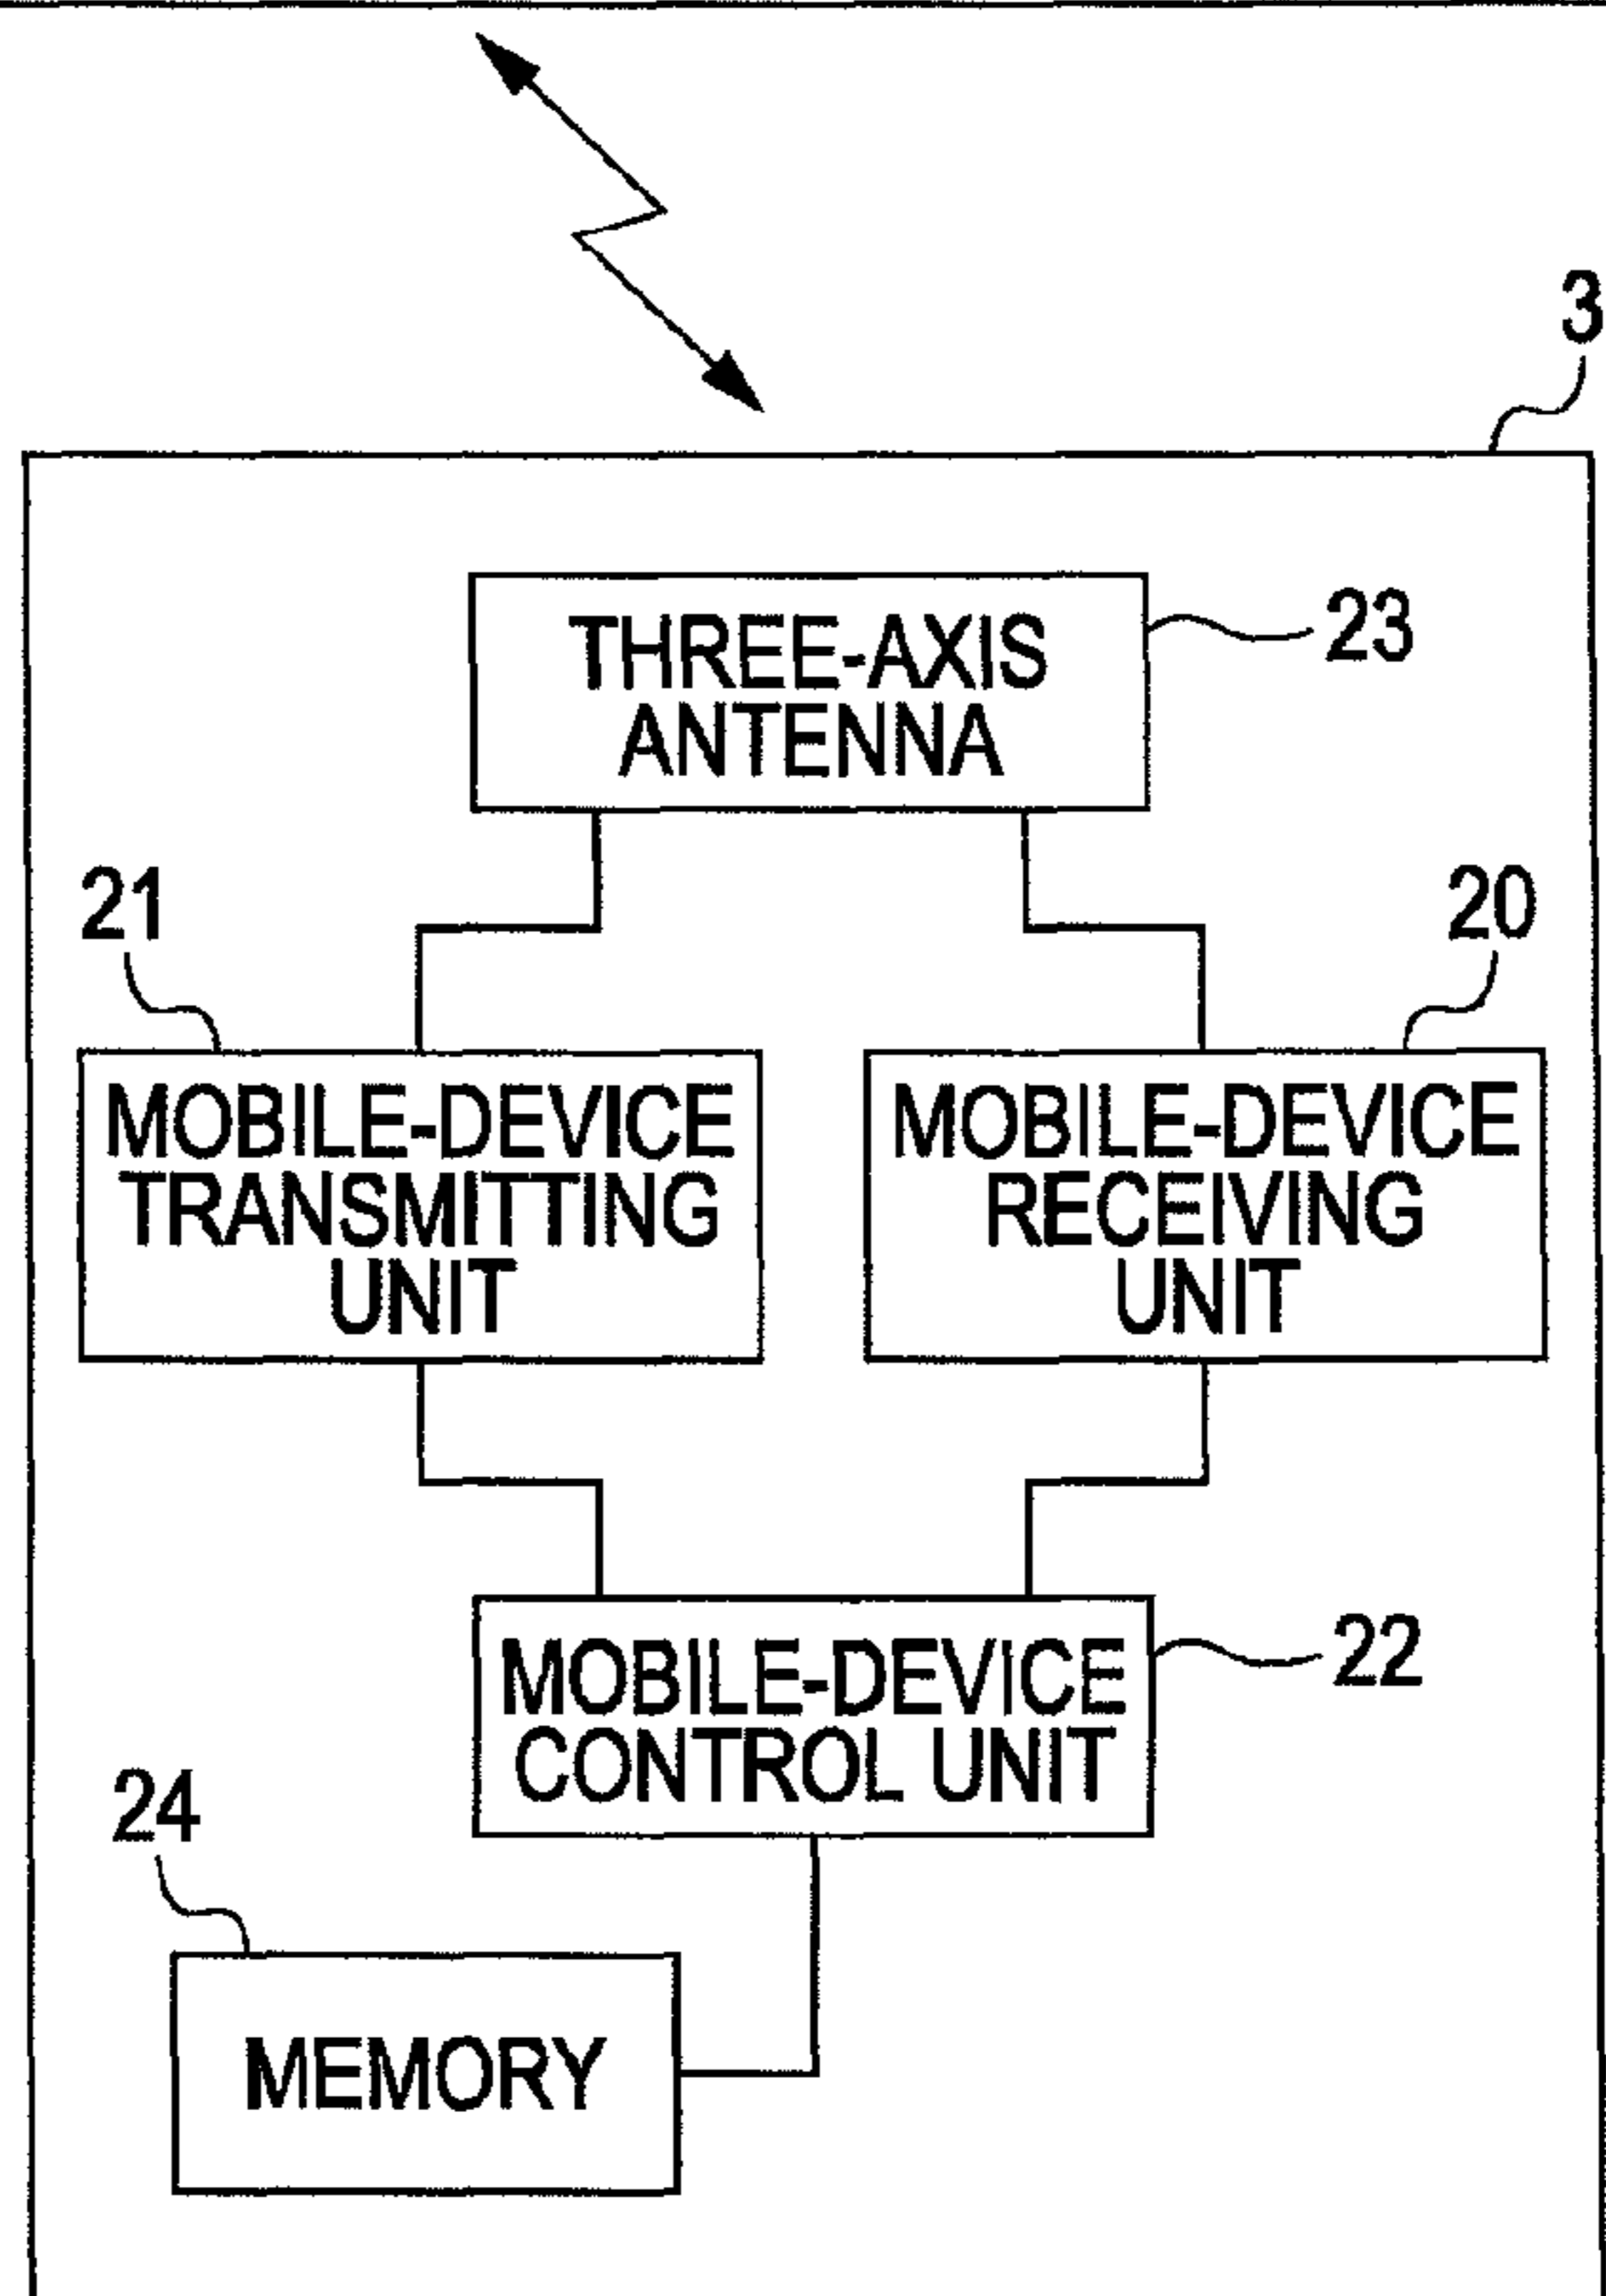 3
THREE-AXIS
ANTENNA
23
21
20
MOBILE-DEVICE
TRANSMITTING
UNIT
MOBILE-DEVICE
RECEIVING
UNIT
MOBILE-DEVICE
CONTROL UNIT
22
24
MEMORY